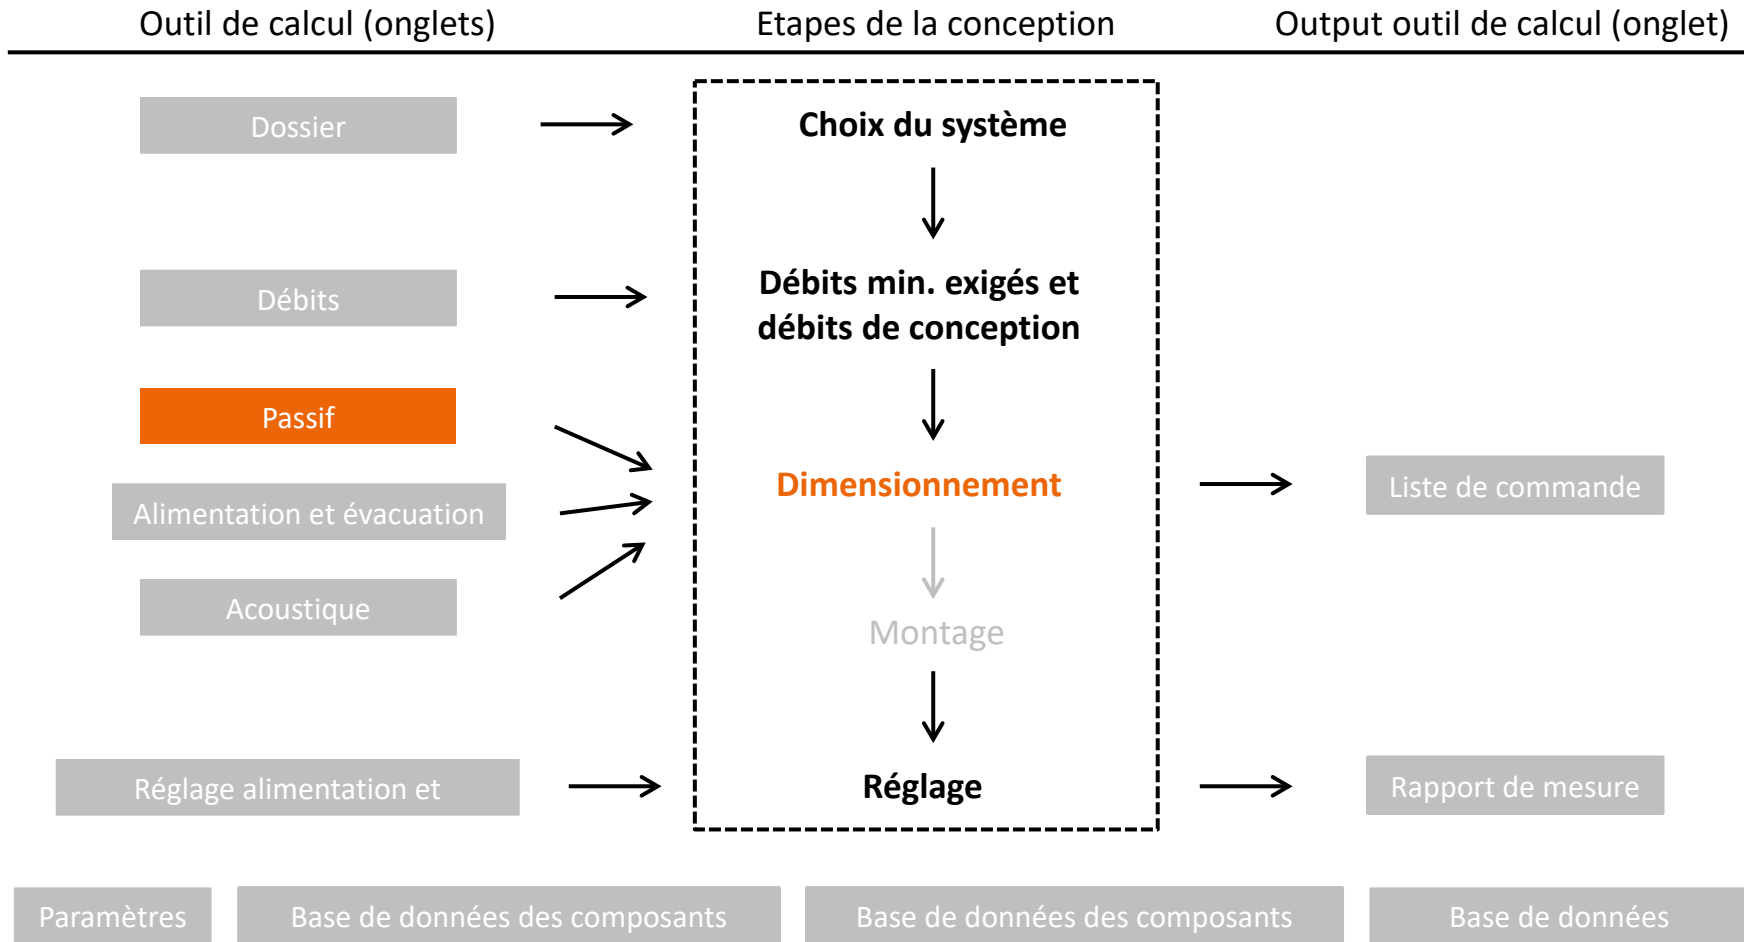 Outil de calcul (onglets)
Etapes de la conception
Output outil de calcul (onglet)
Dossier
Choix du système
Débits
Débits min. exigés et
débits de conception
Passif
Alimentation et évacuation
Acoustique
Dimensionnement
Liste de commande
Montage
Réglage alimentation et
Réglage
Rapport de mesure
Paramètres
Base de données des composants
Base de données des composants
Base de données